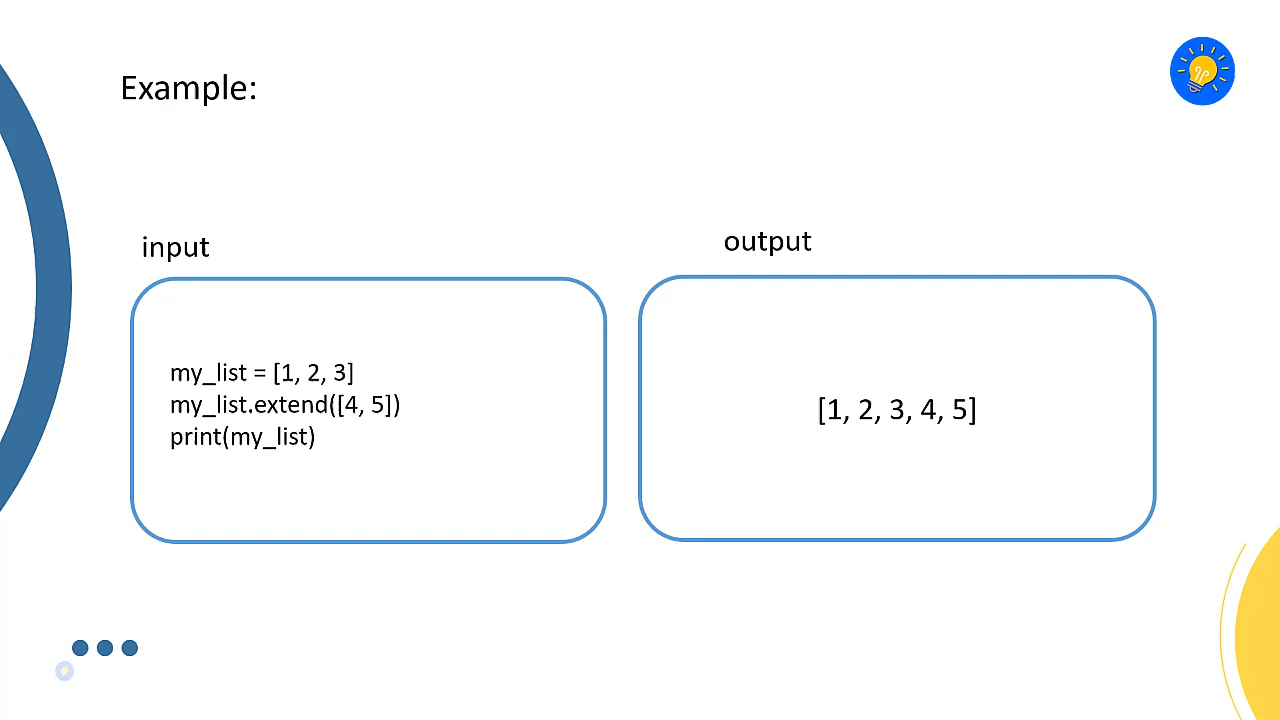 Example:
input
output
my_list = [1, 2, 3]
my_list.extend([4, 5])
print(my_list)
[1, 2, 3, 4, 5]